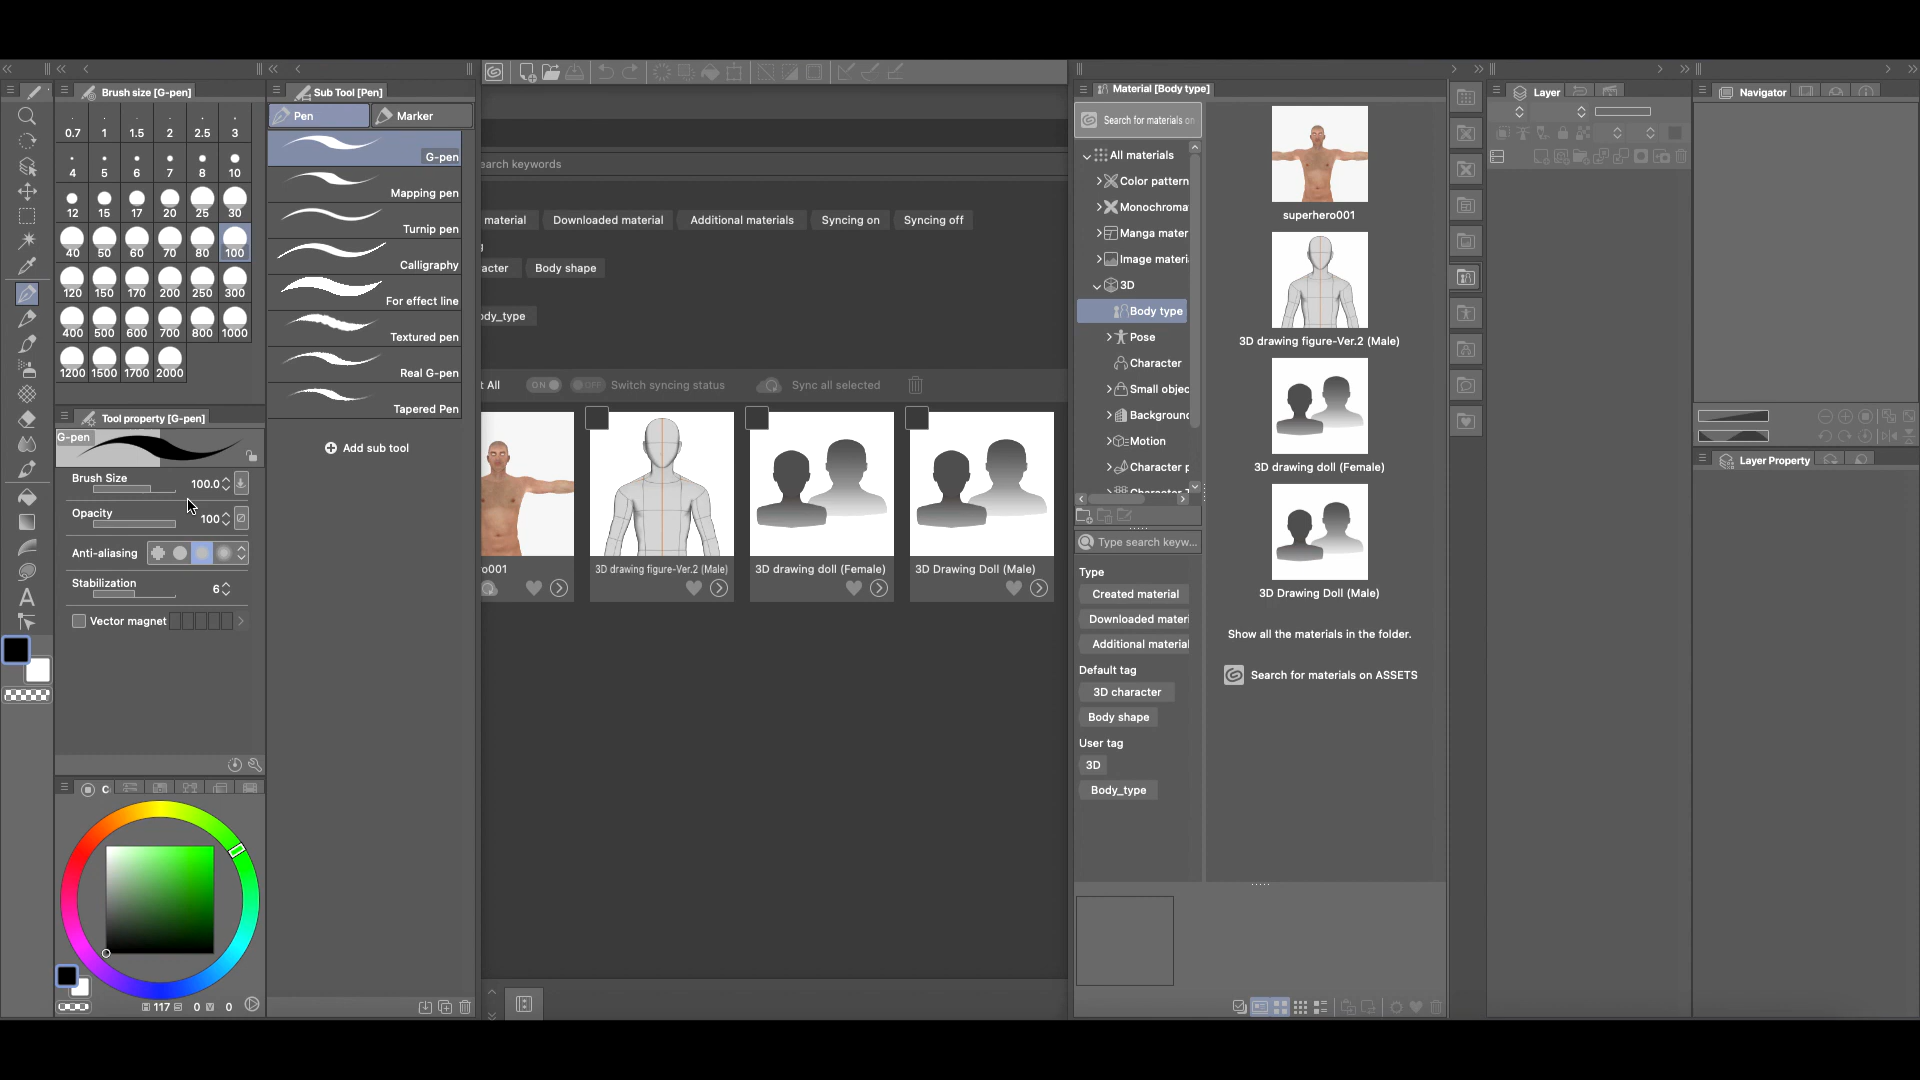 Brush size [G-pen]
0.7 1 1.5 2 2.5 3
4 5 6 7 8 10
12 15 17 20 25 30
40 50 60 70 80 100
120 150 170 200 250 300
400 500 600 700 800 1000
1200 1500 1700 2000
Tool property [G-pen]
G-pen
Brush Size 100.0
Opacity 100
Anti-aliasing
Stabilization 6
Vector magnet
C
117 0 0
Sub Tool [Pen]
Pen Marker
G-pen
Mapping pen
Turnip pen
Calligraphy
For effect line
Textured pen
Real G-pen
Tapered Pen
Add sub tool
earch keywords
material Downloaded material Additional materials Syncing on Syncing off
g
acter Body shape
ody_type
t All ON OFF Switch syncing status Sync all selected
o001 3D drawing figure-Ver.2 (Male) 3D drawing doll (Female) 3D Drawing Doll (Male)
Material [Body type]
Search for materials on
All materials
Color pattern
Monochroma
Manga mater
Image materi
3D
Body type
Pose
Character
Small objec
Background
Motion
Character p
Type search keyw...
Type
Created material
Downloaded materi
Additional material
Default tag
3D character
Body shape
User tag
3D
Body_type
superhero001
3D drawing figure-Ver.2 (Male)
3D drawing doll (Female)
3D Drawing Doll (Male)
Show all the materials in the folder.
Search for materials on ASSETS
Layer
Navigator
Layer Property